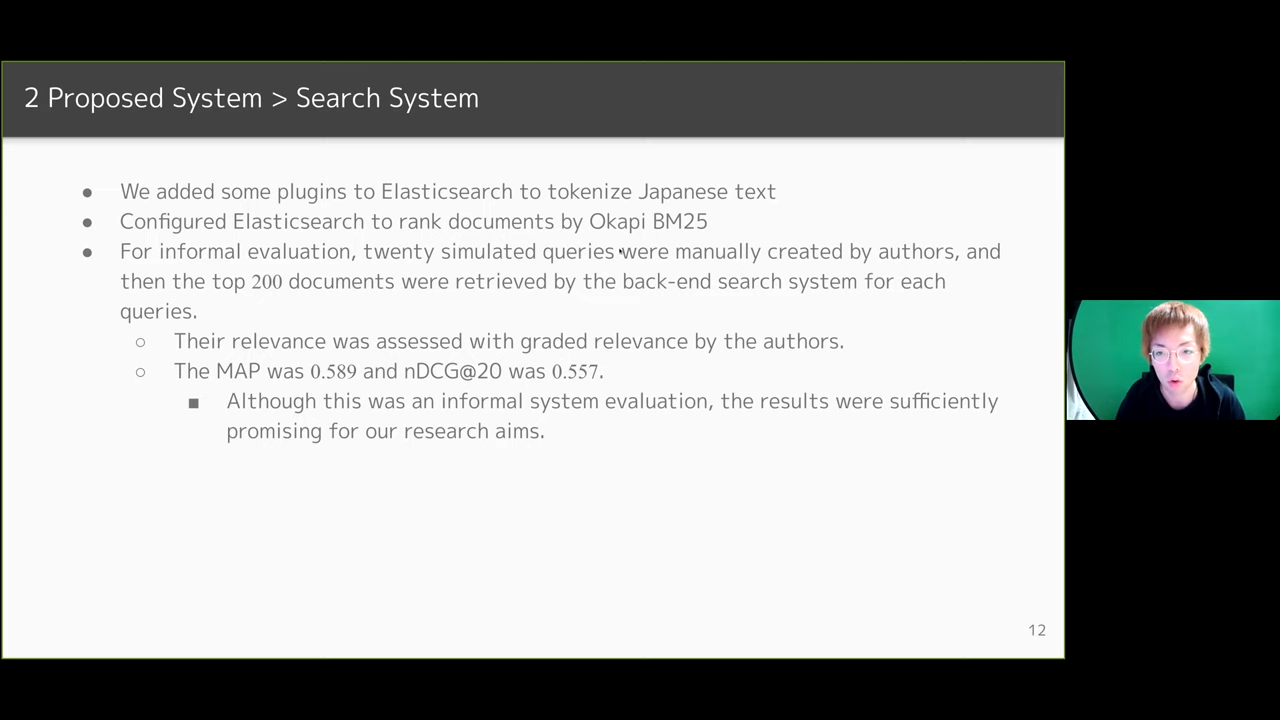 2 Proposed System > Search System
● We added some plugins to Elasticsearch to tokenize Japanese text
● Configured Elasticsearch to rank documents by Okapi BM25
● For informal evaluation, twenty simulated queries were manually created by authors, and
then the top 200 documents were retrieved by the back-end search system for each
queries.
○ Their relevance was assessed with graded relevance by the authors.
○ The MAP was 0.589 and nDCG@20 was 0.557.
■ Although this was an informal system evaluation, the results were sufficiently
promising for our research aims.
12